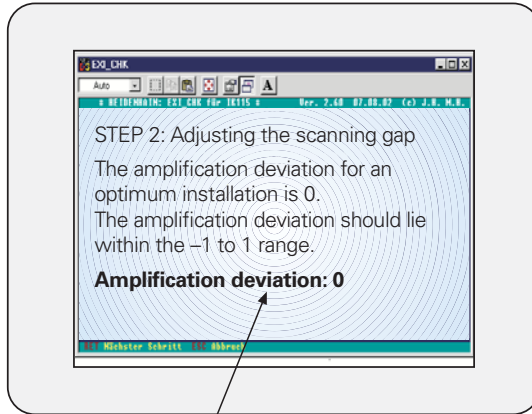 EXI_CHK
Auto
A
# HEIDENHAIN: EXI_CHK für IK115 # Ver. 2.60 07.08.02 (c) J.H. M.H.
STEP 2: Adjusting the scanning gap
The amplification deviation for an
optimum installation is 0.
The amplification deviation should lie
within the –1 to 1 range.
Amplification deviation: 0
Nächster Schritt ESC Abbruch